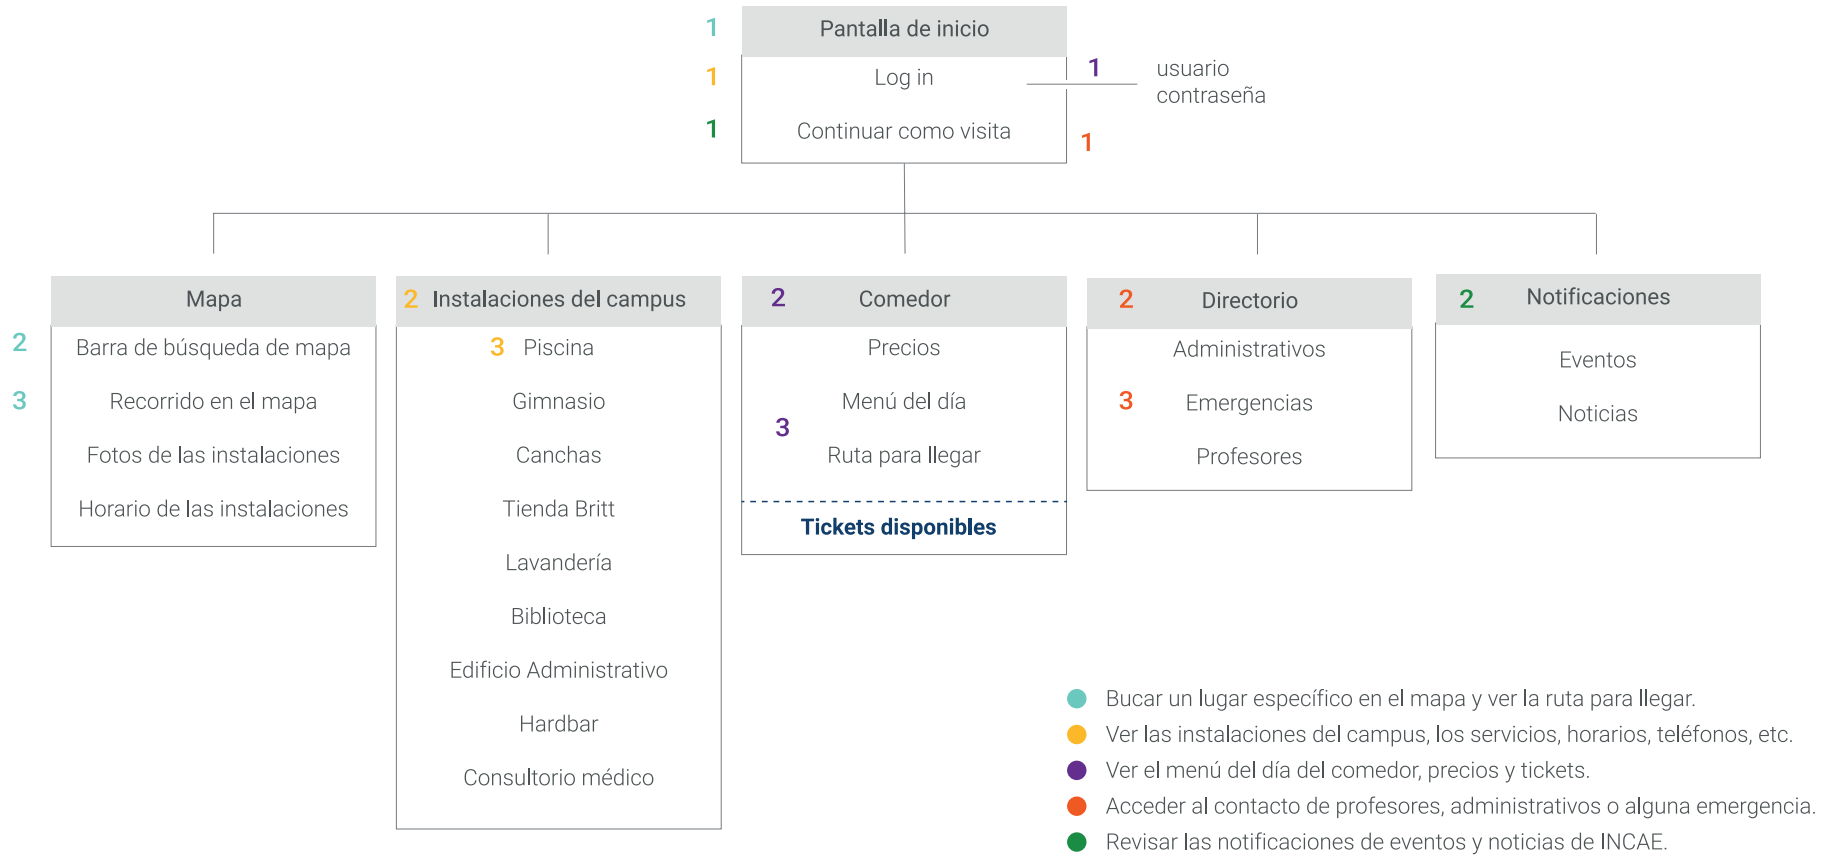 1
Pantalla de inicio
1
Log in
1
usuario
contraseña
1
Continuar como visita
1
Mapa
2
Barra de búsqueda de mapa
3
Recorrido en el mapa
Fotos de las instalaciones
Horario de las instalaciones
2
Instalaciones del campus
3
Piscina
Gimnasio
Canchas
Tienda Britt
Lavandería
Biblioteca
Edificio Administrativo
Hardbar
Consultorio médico
2
Comedor
Precios
Menú del día
3
Ruta para llegar
Tickets disponibles
2
Directorio
Administrativos
3
Emergencias
Profesores
2
Notificaciones
Eventos
Noticias
Bucar un lugar específico en el mapa y ver la ruta para llegar.
Ver las instalaciones del campus, los servicios, horarios, teléfonos, etc.
Ver el menú del día del comedor, precios y tickets.
Acceder al contacto de profesores, administrativos o alguna emergencia.
Revisar las notificaciones de eventos y noticias de INCAE.